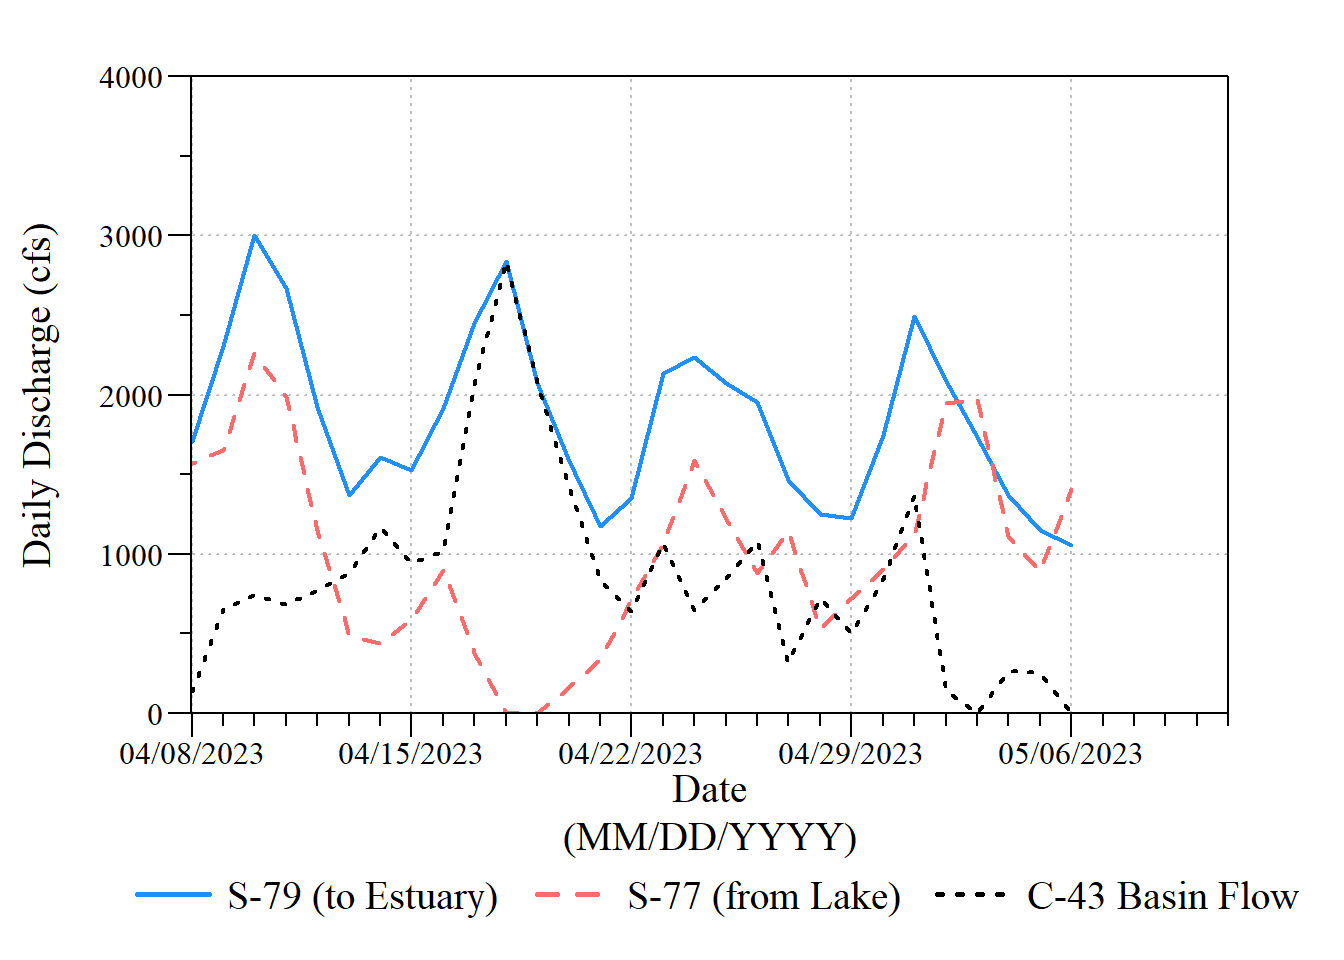 4000
3000
2000
1000
0
Daily Discharge (cfs)
04/08/2023 04/15/2023 04/22/2023 04/29/2023 05/06/2023
Date
(MM/DD/YYYY)
S-79 (to Estuary) S-77 (from Lake) C-43 Basin Flow